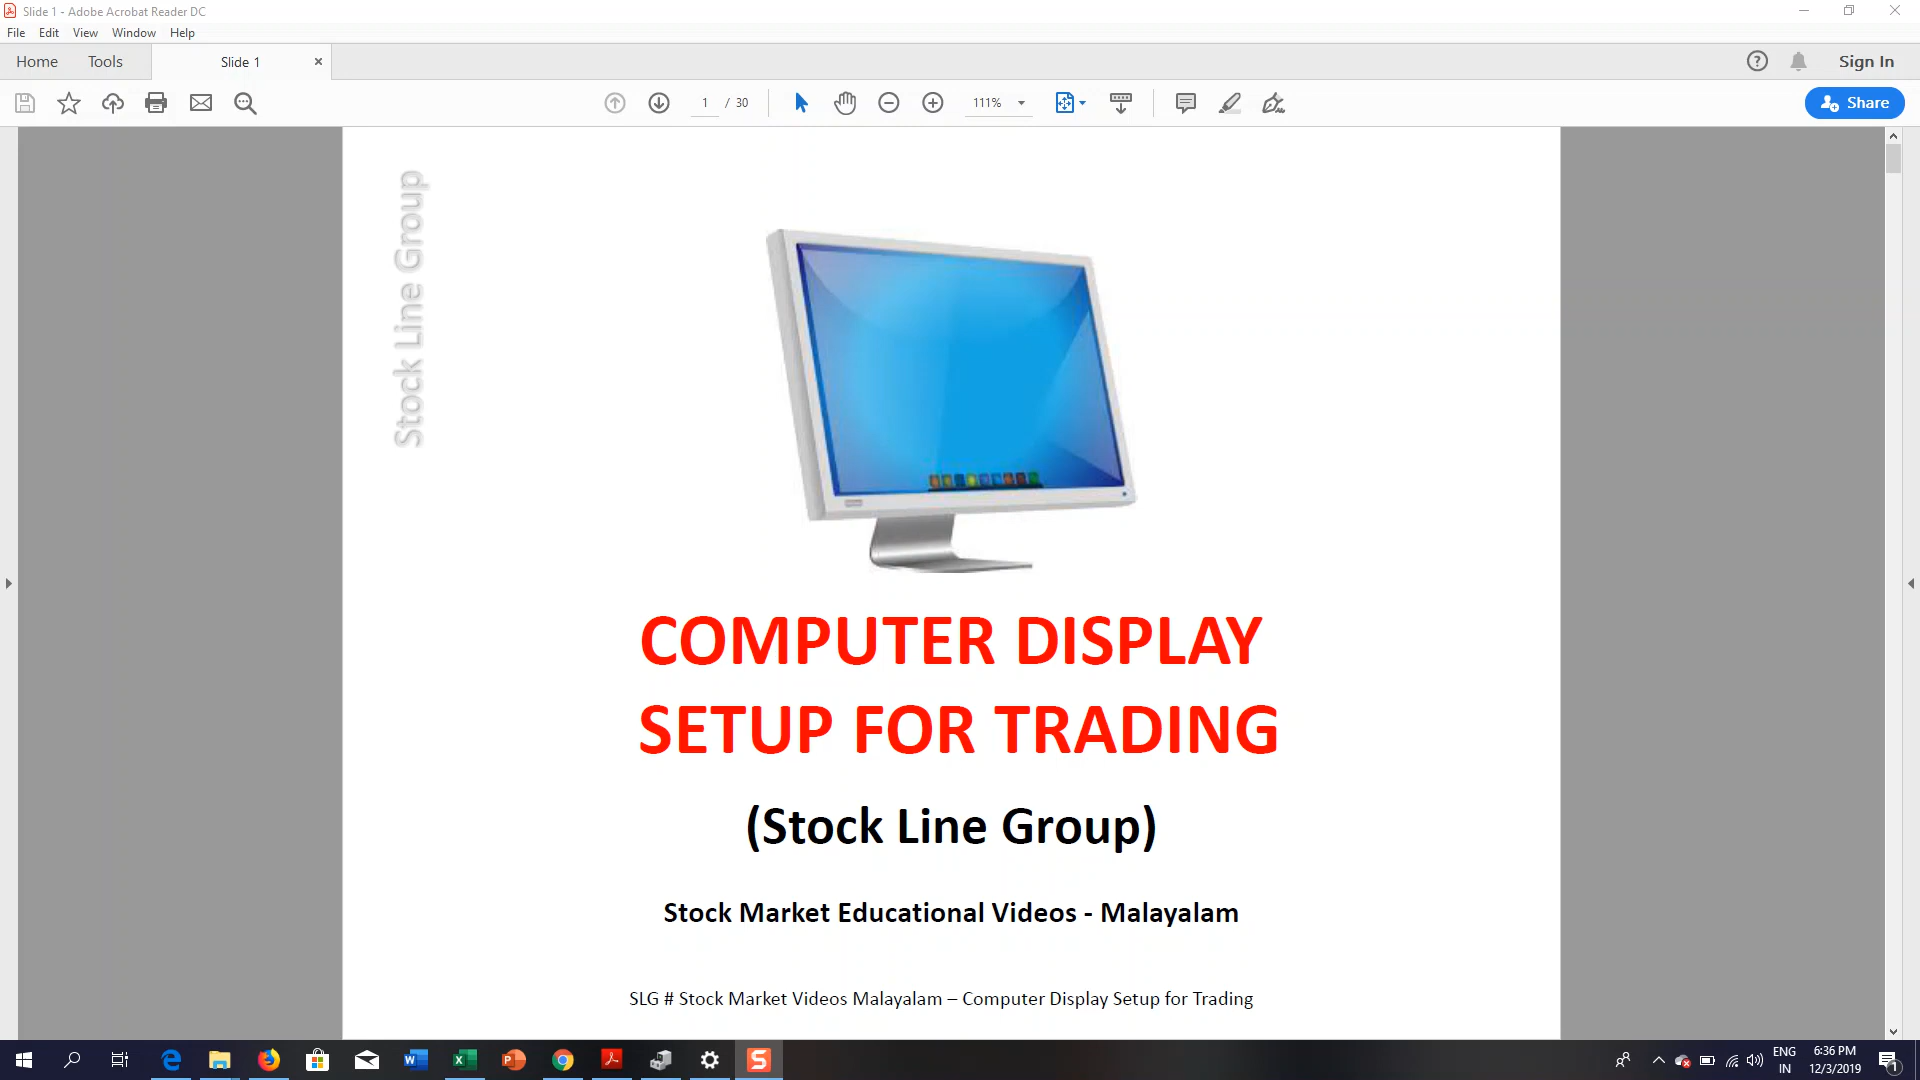 Slide 1 - Adobe Acrobat Reader DC
File Edit View Window Help
Home Tools Slide 1 Sign In
1 / 30 111% Share
Stock Line Group
COMPUTER DISPLAY
SETUP FOR TRADING
(Stock Line Group)
Stock Market Educational Videos - Malayalam
SLG # Stock Market Videos Malayalam – Computer Display Setup for Trading
ENG 6:36 PM
IN 12/3/2019 1